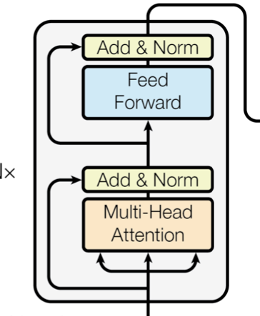 Add & Norm
Feed
Forward
N×
Add & Norm
Multi-Head
Attention